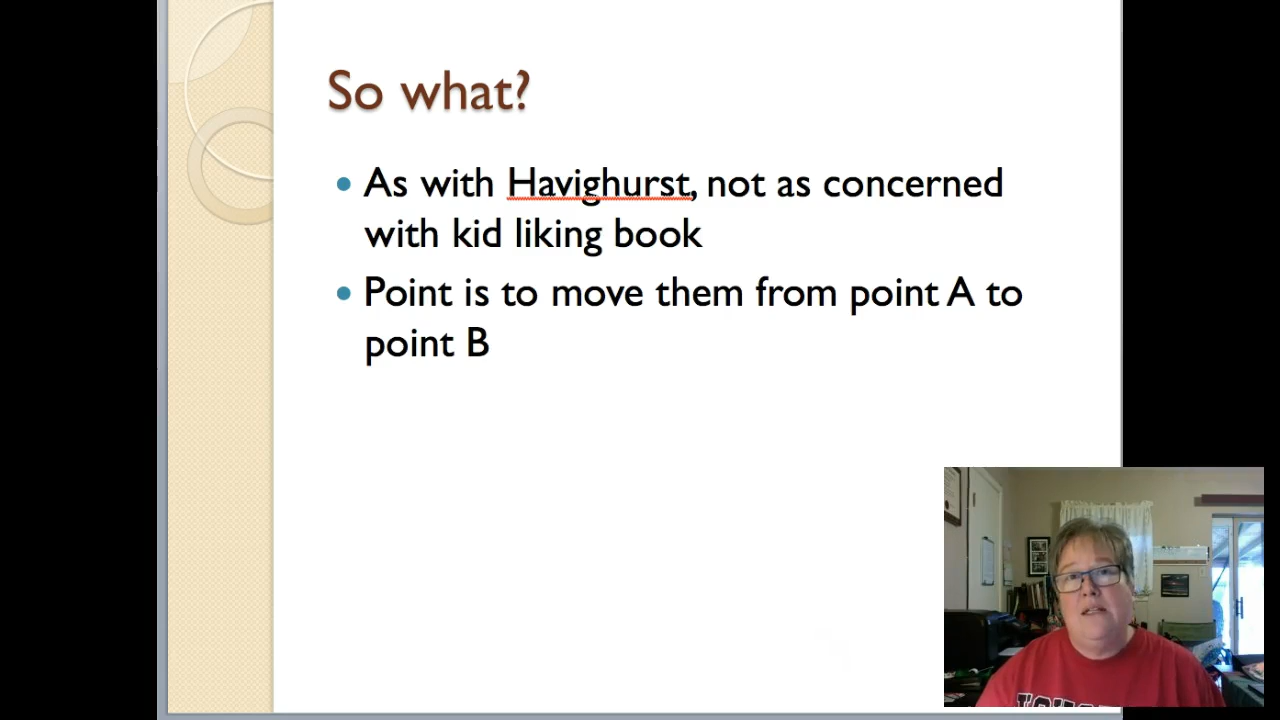 So what?
As with Havighurst, not as concerned
with kid liking book
Point is to move them from point A to
point B